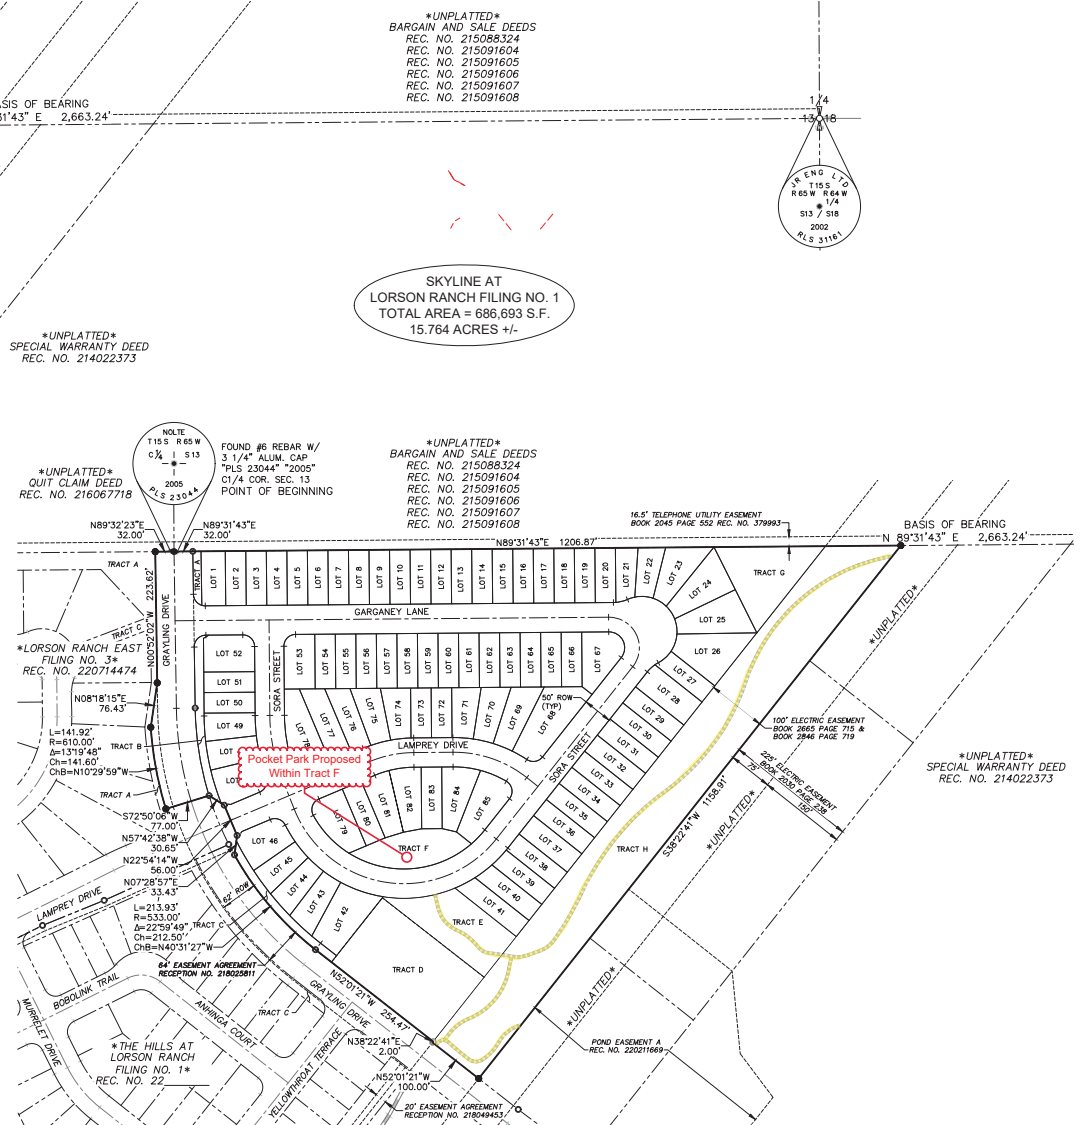 *UNPLATTED*
BARGAIN AND SALE DEEDS
REC. NO. 215088324
REC. NO. 215091604
REC. NO. 215091605
REC. NO. 215091606
REC. NO. 215091607
REC. NO. 215091608
ASIS OF BEARING
31'43" E 2,663.24'
1/4
13 18
JR ENG LTD
T15S
R65W R64W
1/4
S13 / S18
2002
RLS 31161
SKYLINE AT
LORSON RANCH FILING NO. 1
TOTAL AREA = 686,693 S.F.
15.764 ACRES +/-
*UNPLATTED*
SPECIAL WARRANTY DEED
REC. NO. 214022373
NOLTE
T15S R65W
C 1/4 S13
2005
PLS 23044
FOUND #6 REBAR W/
3 1/4" ALUM. CAP
"PLS 23044" "2005"
C1/4 COR. SEC. 13
POINT OF BEGINNING
*UNPLATTED*
QUIT CLAIM DEED
REC. NO. 216067718
*UNPLATTED*
BARGAIN AND SALE DEEDS
REC. NO. 215088324
REC. NO. 215091604
REC. NO. 215091605
REC. NO. 215091606
REC. NO. 215091607
REC. NO. 215091608
N89°32'23"E
32.00'
N89°31'43"E
32.00'
16.5' TELEPHONE UTILITY EASEMENT
BOOK 2045 PAGE 552 REC. NO. 379993
BASIS OF BEARING
N 89°31'43" E 2,663.24'
N89°31'43"E 1206.87'
TRACT A
TRACT A
LOT 1
LOT 2
LOT 3
LOT 4
LOT 5
LOT 6
LOT 7
LOT 8
LOT 9
LOT 10
LOT 11
LOT 12
LOT 13
LOT 14
LOT 15
LOT 16
LOT 17
LOT 18
LOT 19
LOT 20
LOT 21
LOT 22
LOT 23
LOT 24
LOT 25
LOT 26
TRACT G
N00°52'02"W 223.62'
GRAYLING DRIVE
GARGANEY LANE
TRACT C
*LORSON RANCH EAST
FILING NO. 3*
REC. NO. 220714474
LOT 52
LOT 51
LOT 50
LOT 49
LOT
LOT
SORA STREET
LOT 53
LOT 54
LOT 55
LOT 56
LOT 57
LOT 58
LOT 59
LOT 60
LOT 61
LOT 62
LOT 63
LOT 64
LOT 65
LOT 66
LOT 67
*UNPLATTED*
N08°18'15"E
76.43'
LOT 78
LOT 77
LOT 76
LOT 75
LOT 74
LOT 73
LOT 72
LOT 71
LOT 70
LOT 69
LOT 68
50' ROW
(TYP)
LOT 27
LOT 28
LOT 29
LOT 30
LOT 31
LOT 32
LOT 33
LOT 34
LOT 35
LOT 36
LOT 37
LOT 38
LOT 39
LOT 40
LOT 41
100' ELECTRIC EASEMENT
BOOK 2665 PAGE 715 &
BOOK 2846 PAGE 719
L=141.92'
R=610.00'
Δ=13°19'48"
Ch=141.60'
ChB=N10°29'59"W
TRACT B
TRACT A
LAMPREY DRIVE
SORA STREET
Pocket Park Proposed
Within Tract F
225' ELECTRIC EASEMENT
BOOK 2030 PAGE 238
75'
150'
*UNPLATTED*
SPECIAL WARRANTY DEED
REC. NO. 214022373
LOT 79
LOT 80
LOT 81
LOT 82
LOT 83
LOT 84
LOT 85
TRACT F
TRACT H
S38°22'41"W 1158.91'
*UNPLATTED*
S72°50'06"W
77.00'
N57°42'38"W
30.65'
N22°54'14"W
56.00'
N07°28'57"E
33.43'
LOT 46
LOT 45
LOT 44
LOT 43
LOT 42
62' ROW
LAMPREY DRIVE
L=213.93'
R=533.00'
Δ=22°59'49"
Ch=212.50'
ChB=N40°31'27"W
TRACT C
TRACT E
TRACT D
64' EASEMENT AGREEMENT
RECEPTION NO. 218025811
BOBOLINK TRAIL
MURRELET DRIVE
ANHINGA COURT
TRACT C
GRAYLING DRIVE
N52°01'21"W
254.47'
YELLOWTHROAT TERRACE
*UNPLATTED*
*THE HILLS AT
LORSON RANCH
FILING NO. 1*
REC. NO. 22______
N38°22'41"E
2.00'
N52°01'21"W
100.00'
POND EASEMENT A
REC. NO. 220211669
20' EASEMENT AGREEMENT
RECEPTION NO. 218049453